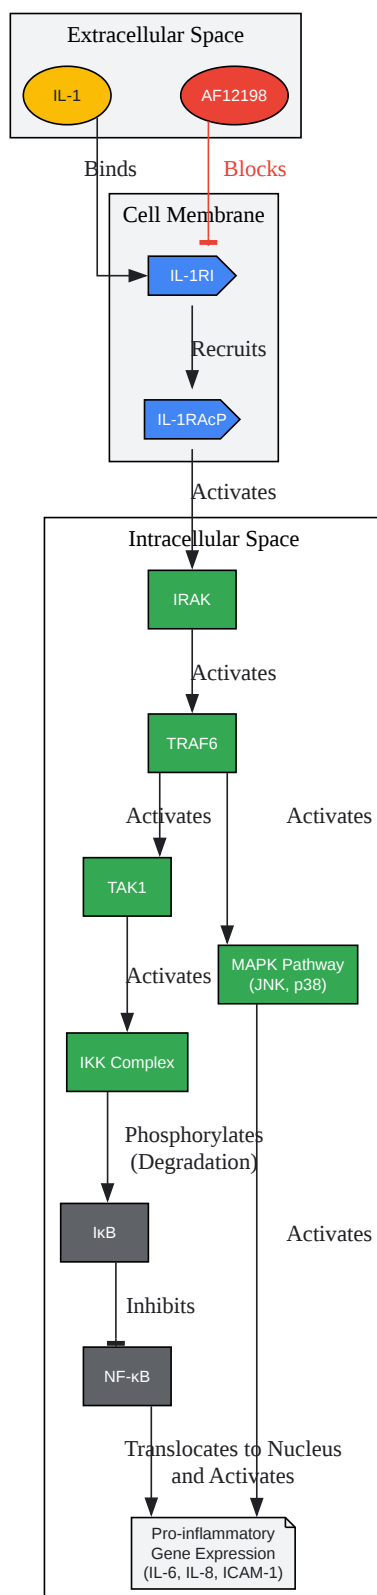 Extracellular Space
IL-1
AF12198
Binds
Blocks
Cell Membrane
IL-1RI
Recruits
IL-1RAcP
Activates
Intracellular Space
IRAK
Activates
TRAF6
Activates
Activates
TAK1
Activates
MAPK Pathway
(JNK, p38)
IKK Complex
Phosphorylates
(Degradation)
IκB
Activates
Inhibits
NF-κB
Translocates to Nucleus
and Activates
Pro-inflammatory
Gene Expression
(IL-6, IL-8, ICAM-1)